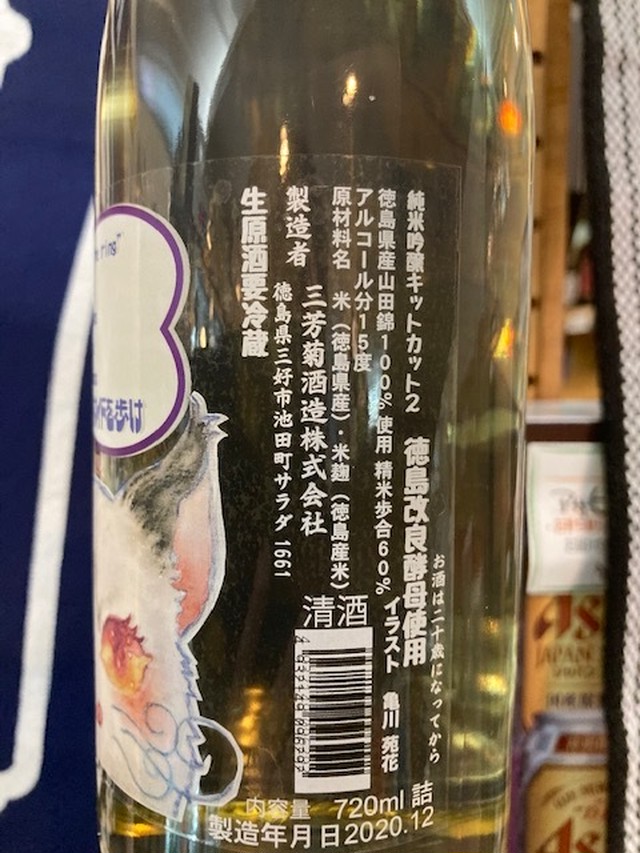 純米吟醸キットカット2 徳島改良酵母使用
お酒は二十歳になってから
徳島県産山田錦100%使用 精米歩合60%
イラスト 亀川 苑花
アルコール分15度
原材料名 米(徳島県産)・米麹(徳島産米)
清酒
製造者 三芳菊酒造株式会社
徳島県三好市池田町サラダ1661
生原酒要冷蔵
内容量 720ml 詰
製造年月日2020.12
を歩け
JAPAN